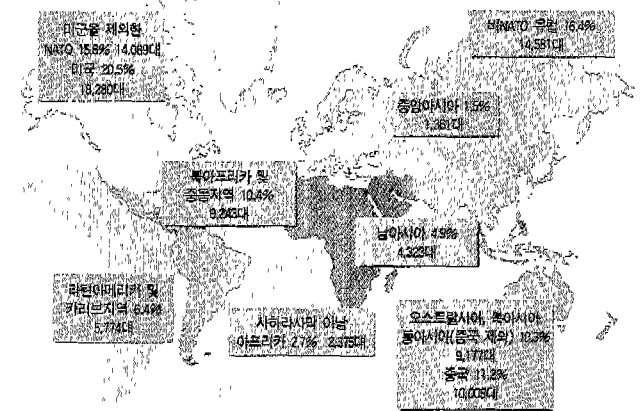 미군을 제외한
NATO 15.8% 14,089대
미국 20.5%
18,280대
비NATO 유럽 16.4%
14,581대
중앙아시아 1.5%
1,361대
북아프리카 및
중동지역 10.4%
9,243대
남아시아 4.9%
4,323대
라틴아메리카 및
카리브지역 6.4%
5,774대
사하라사막 이남
아프리카 2.7% 2,375대
오스트랄시아, 북아시아
동아시아(중국 제외) 10.3%
9,177대
중국 11.2%
10,005대